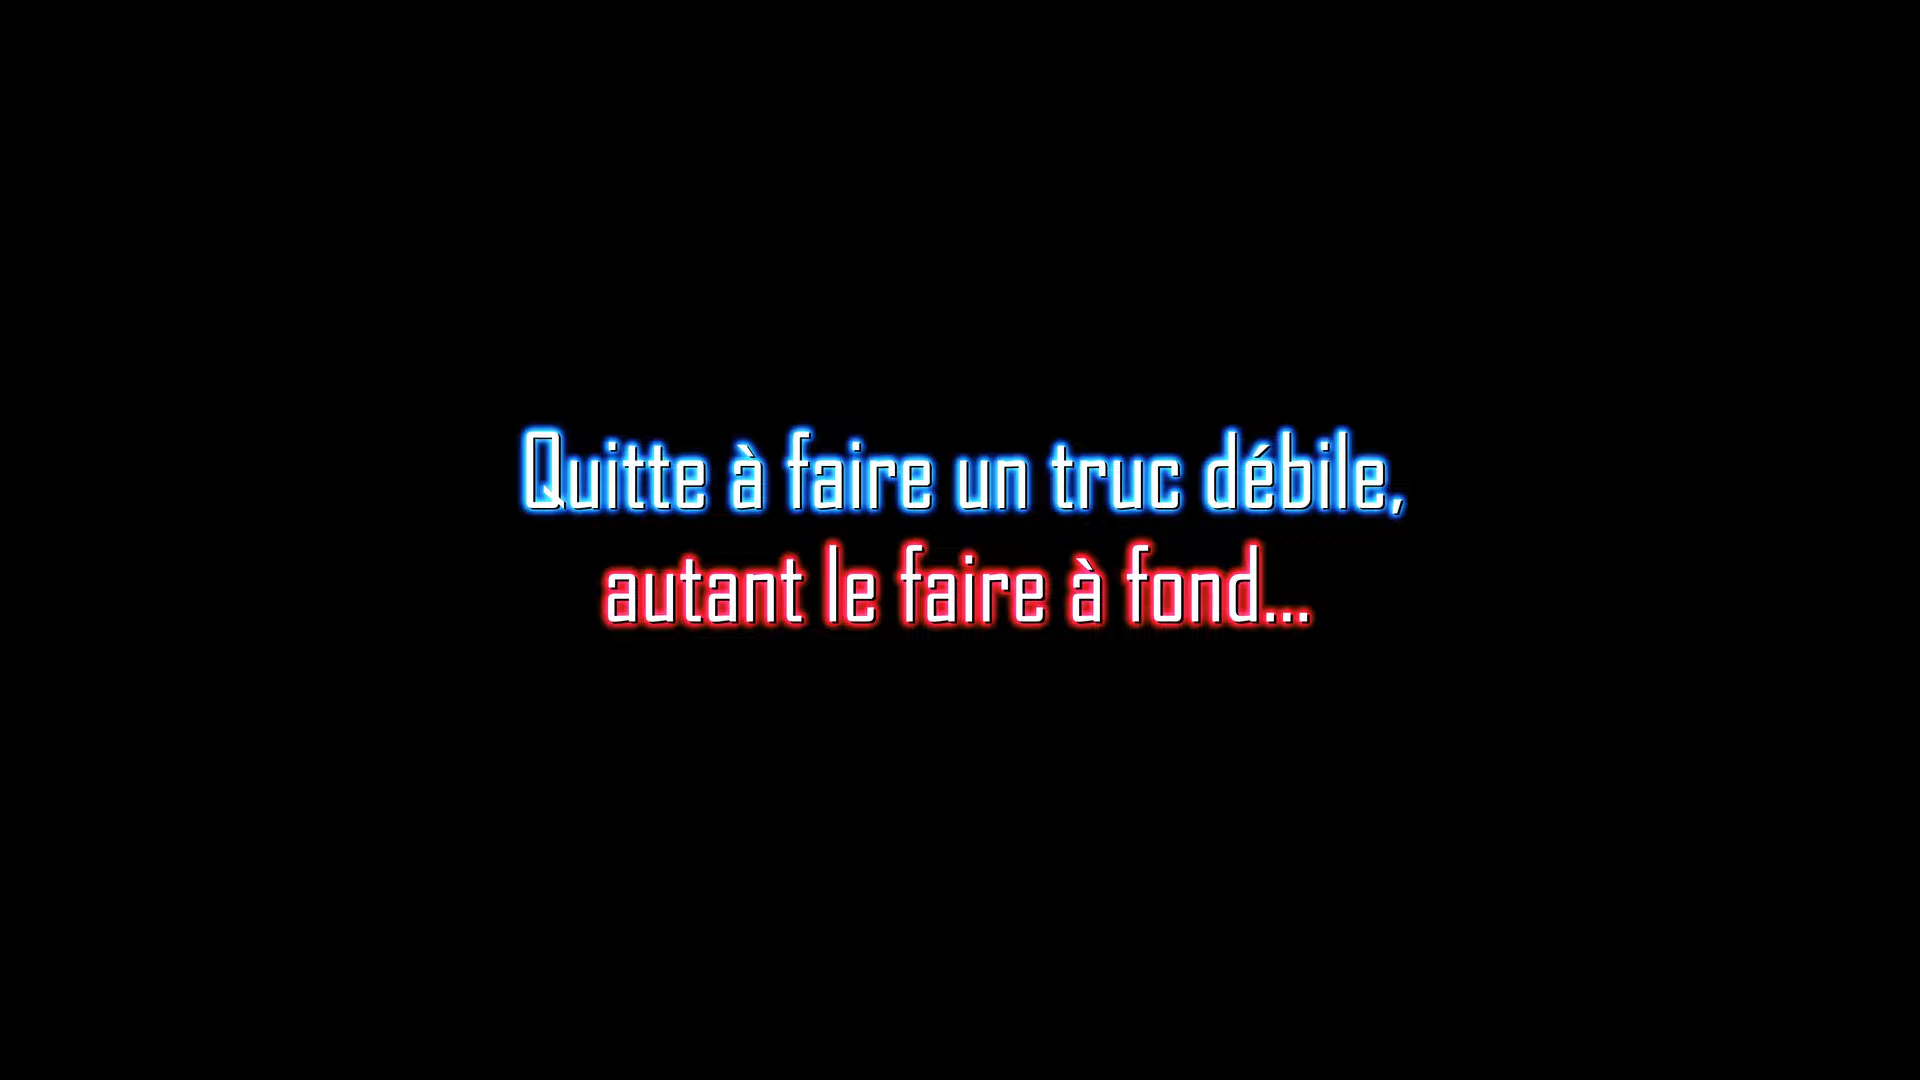 Quitte à faire un truc débile,
autant le faire à fond...